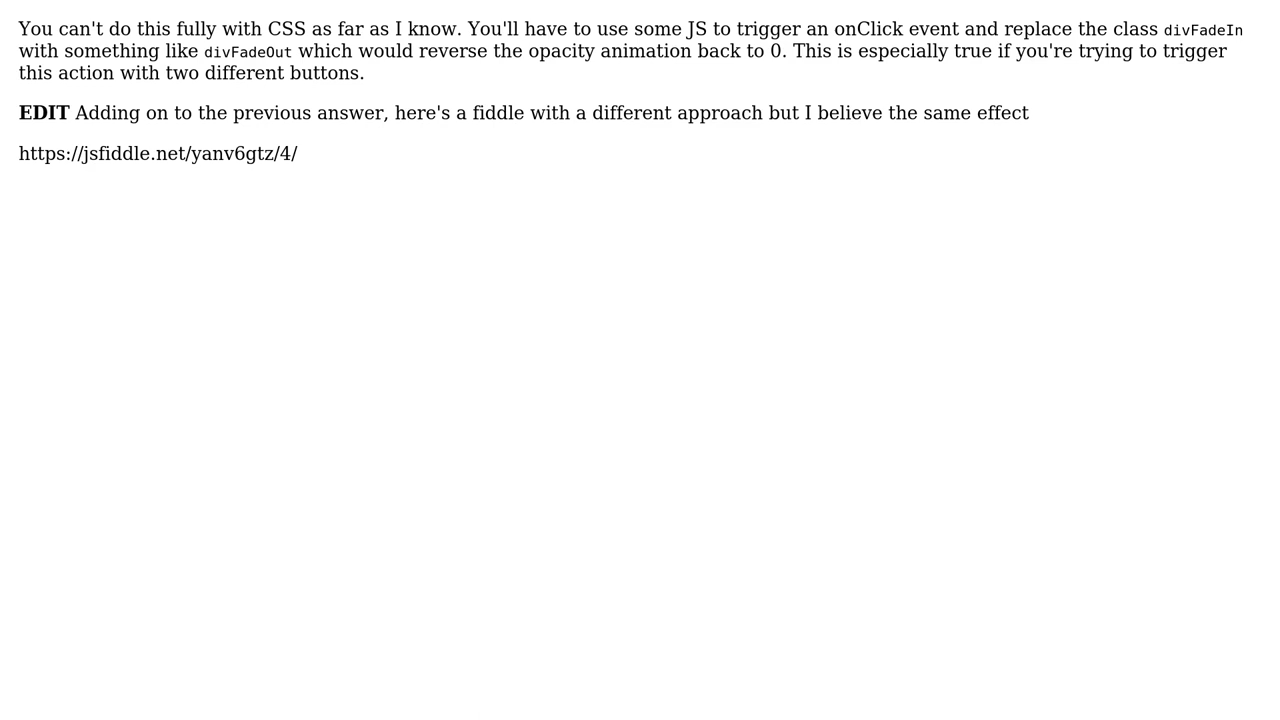 You can't do this fully with CSS as far as I know. You'll have to use some JS to trigger an onClick event and replace the class divFadeIn
with something like divFadeOut which would reverse the opacity animation back to 0. This is especially true if you're trying to trigger
this action with two different buttons.
EDIT Adding on to the previous answer, here's a fiddle with a different approach but I believe the same effect
https://jsfiddle.net/yanv6gtz/4/